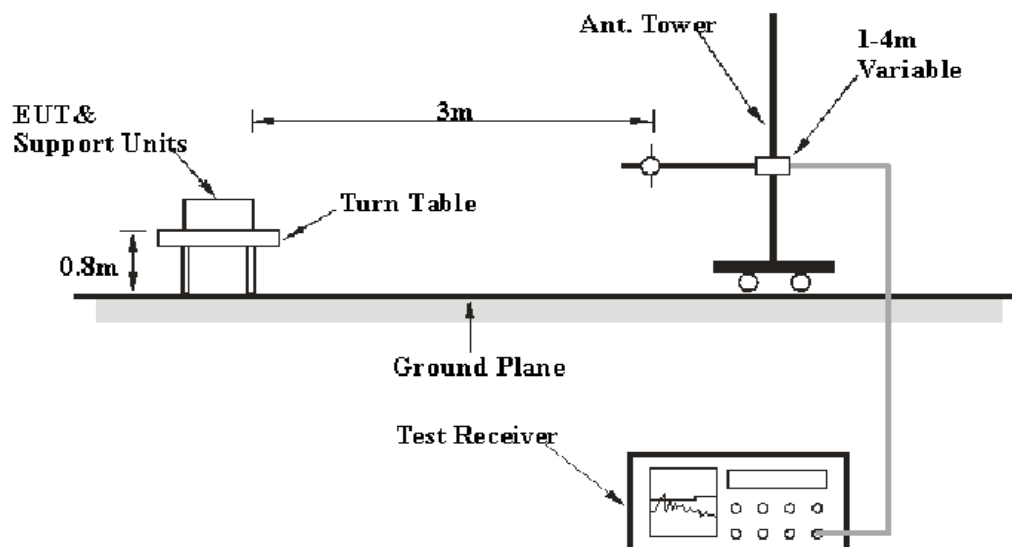 Ant. Tower
1-4m
Variable
3m
EUT&
Support Units
Turn Table
0.8m
Ground Plane
Test Receiver